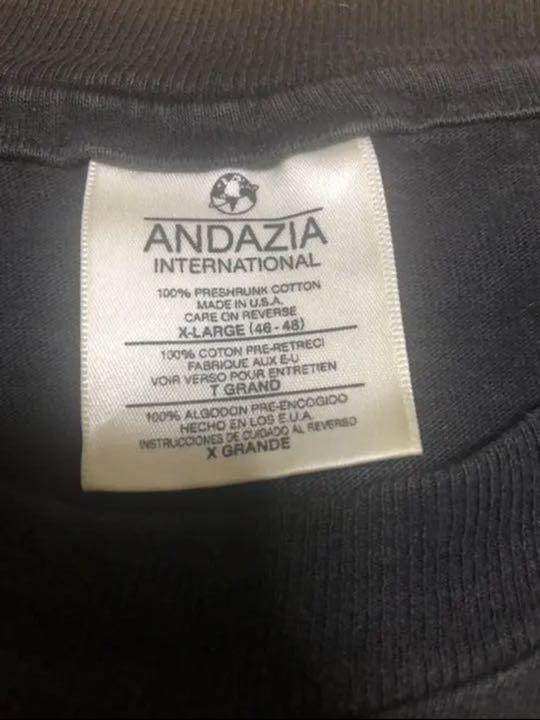 ANDAZIA
INTERNATIONAL
100% PRESHRUNK COTTON
MADE IN U.S.A.
CARE ON REVERSE
X-LARGE (46-48)
100% COTON PRE-RETRECI
FABRIQUE AUX E-U
VOIR VERSO POUR ENTRETIEN
T GRAND
100% ALGODON PRE-ENCOGIDO
HECHO EN LOS E.U.A.
INSTRUCCIONES DE CUIDADO AL REVERSO
X GRANDE